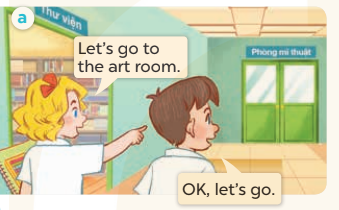 a
Thư viện
Let's go to
the art room.
Phòng mĩ thuật
OK, let's go.